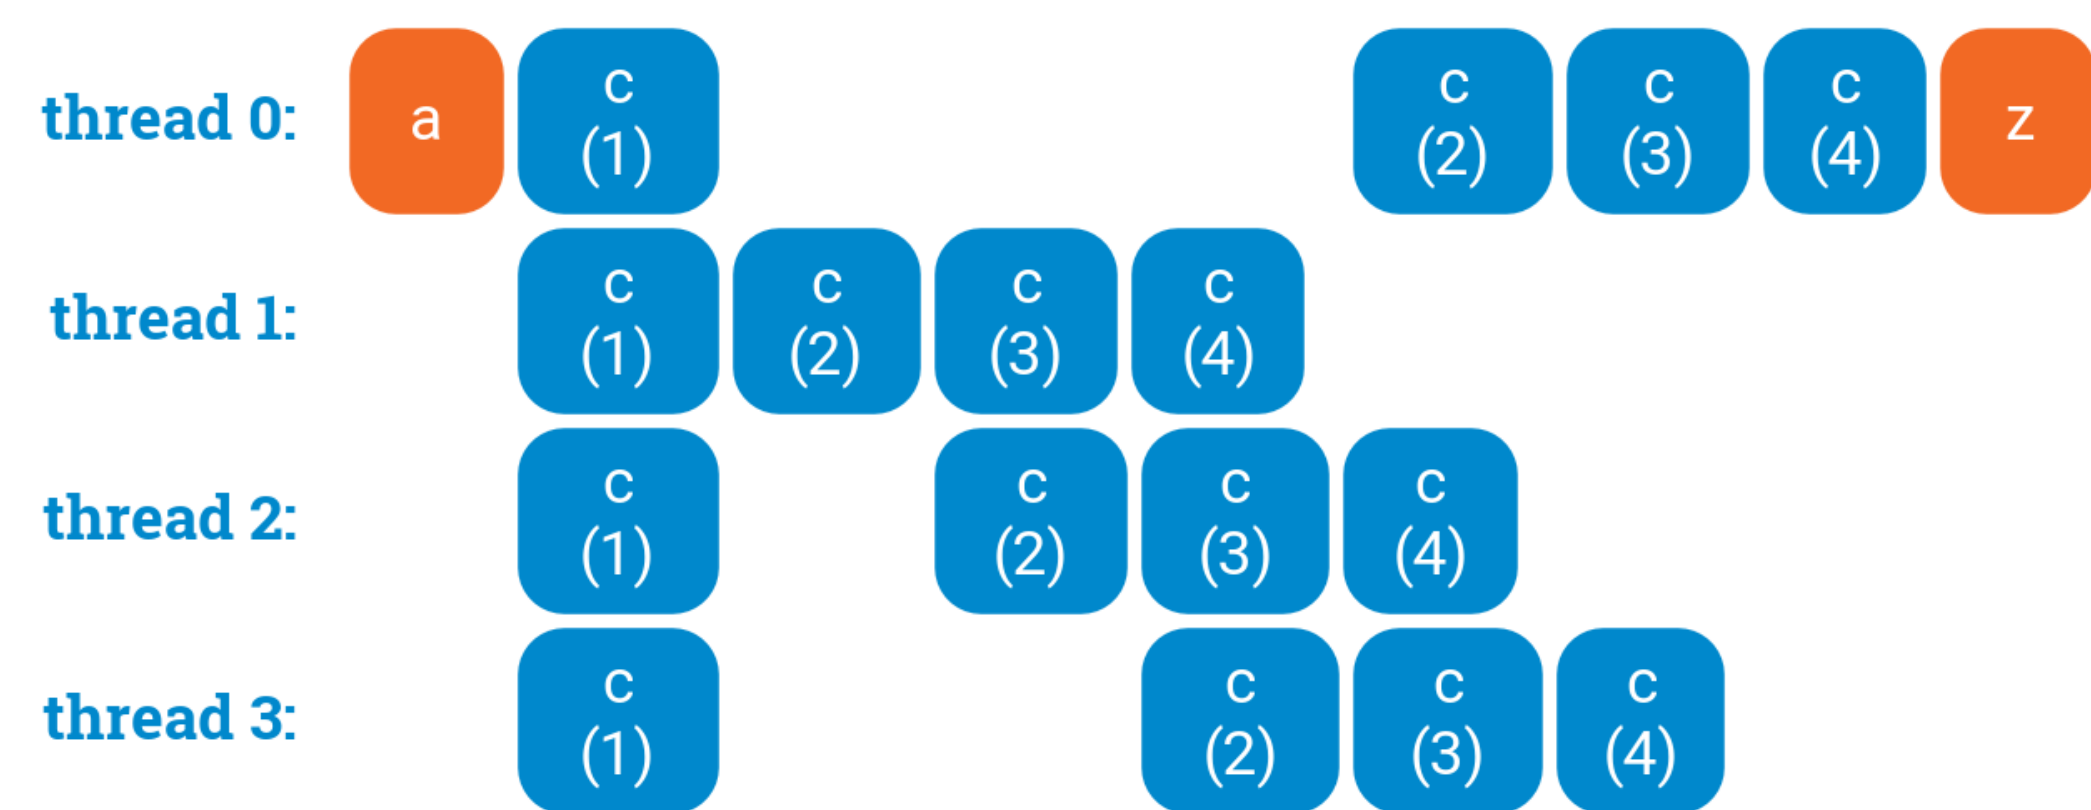 thread 0:
a
c
(1)
c
(2)
c
(3)
c
(4)
z
thread 1:
c
(1)
c
(2)
c
(3)
c
(4)
thread 2:
c
(1)
c
(2)
c
(3)
c
(4)
thread 3:
c
(1)
c
(2)
c
(3)
c
(4)